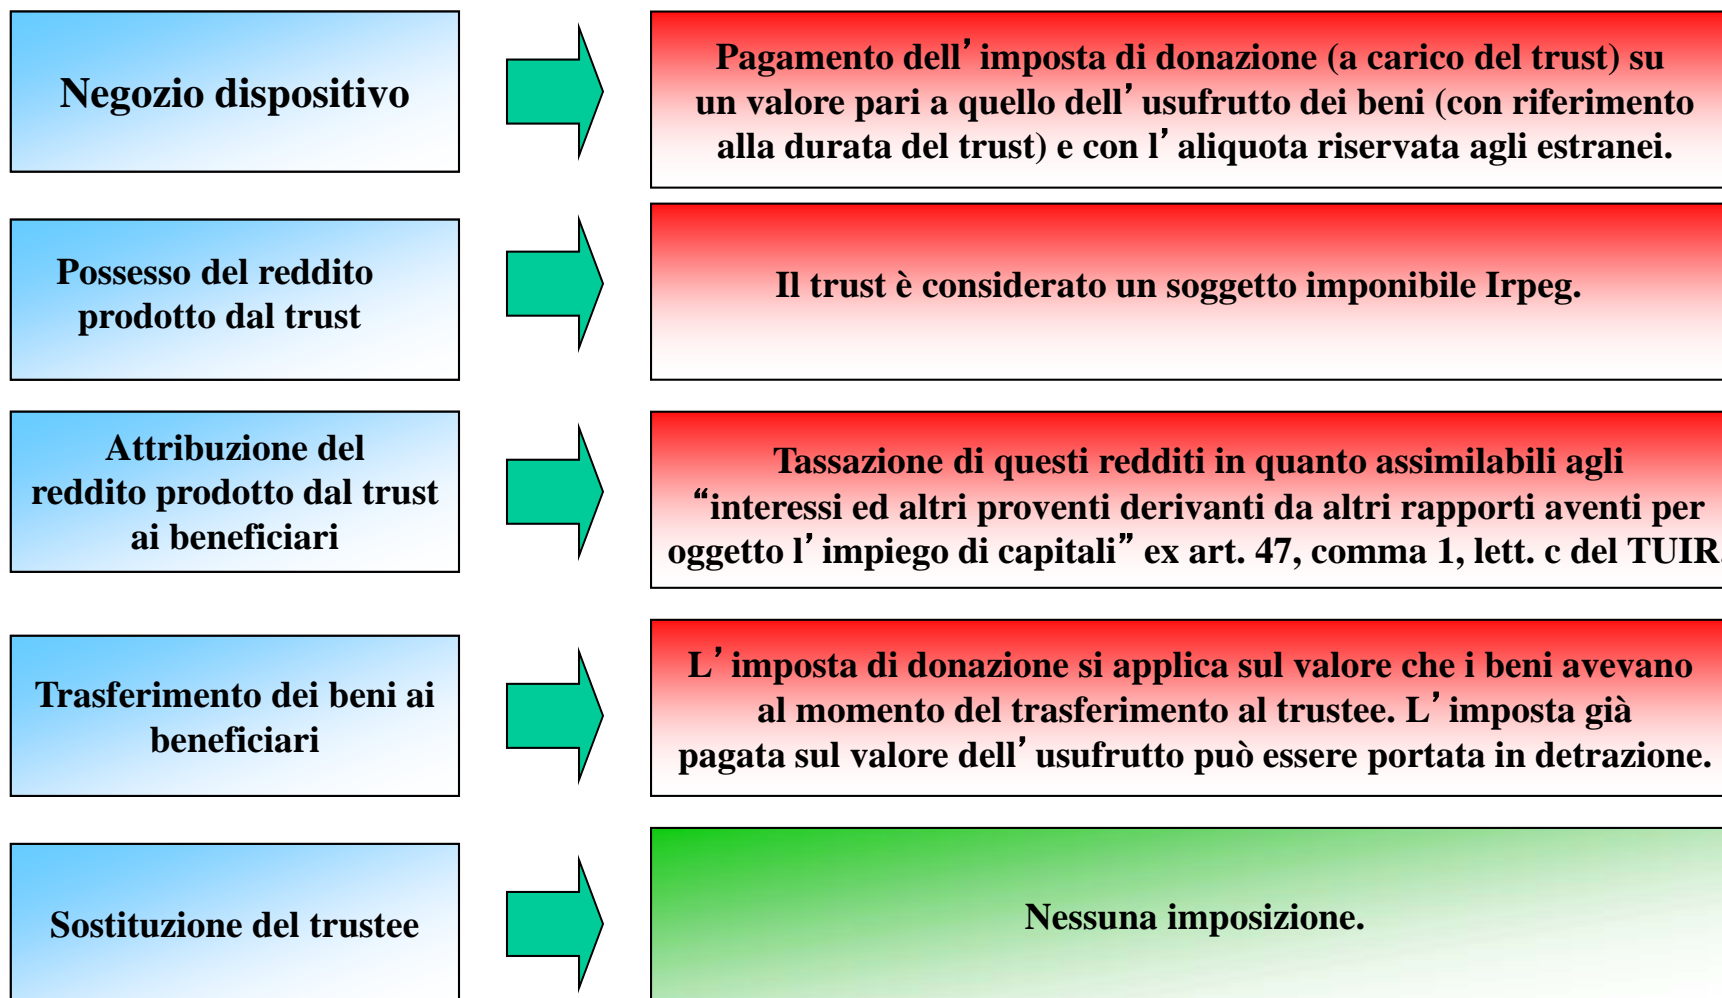 Negozio dispositivo
Pagamento dell’imposta di donazione (a carico del trust) su
un valore pari a quello dell’usufrutto dei beni (con riferimento
alla durata del trust) e con l’aliquota riservata agli estranei.
Possesso del reddito
prodotto dal trust
Il trust è considerato un soggetto imponibile Irpeg.
Attribuzione del
reddito prodotto dal trust
ai beneficiari
Tassazione di questi redditi in quanto assimilabili agli
“interessi ed altri proventi derivanti da altri rapporti aventi per
oggetto l’impiego di capitali” ex art. 47, comma 1, lett. c del TUIR.
Trasferimento dei beni ai
beneficiari
L’imposta di donazione si applica sul valore che i beni avevano
al momento del trasferimento al trustee. L’imposta già
pagata sul valore dell’usufrutto può essere portata in detrazione.
Sostituzione del trustee
Nessuna imposizione.